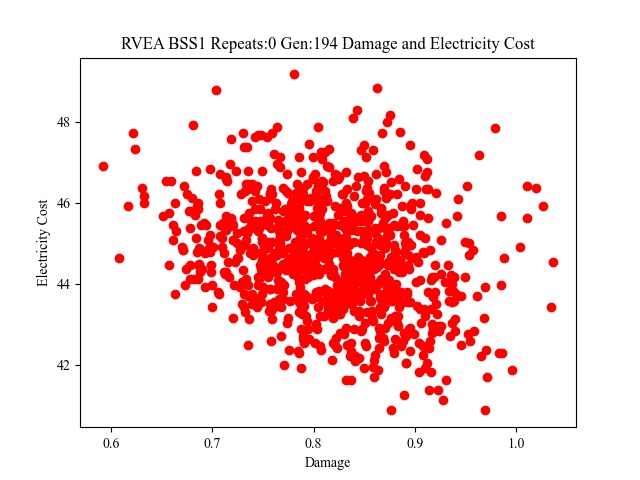 RVEA BSS1 Repeats:0 Gen:194 Damage and Electricity Cost
48
46
44
42
Electricity Cost
0.6 0.7 0.8 0.9 1.0
Damage